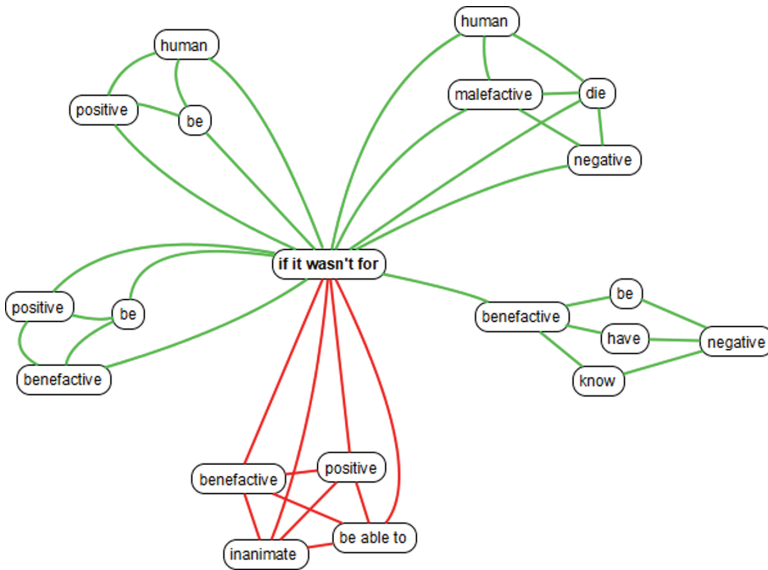 human
human
positive
malefactive
die
be
negative
if it wasn't for
positive
be
benefactive
be
benefactive
have
negative
know
benefactive
positive
benefactive
inanimate
be able to